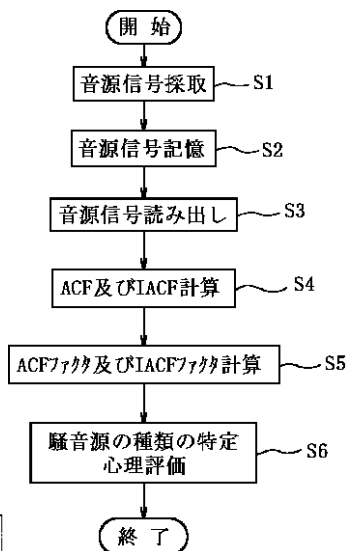 開始
音源信号採取 S1
音源信号記憶 S2
音源信号読み出し S3
ACF及びIACF計算 S4
ACFファクタ及びIACFファクタ計算 S5
騒音源の種類の特定
心理評価 S6
終了